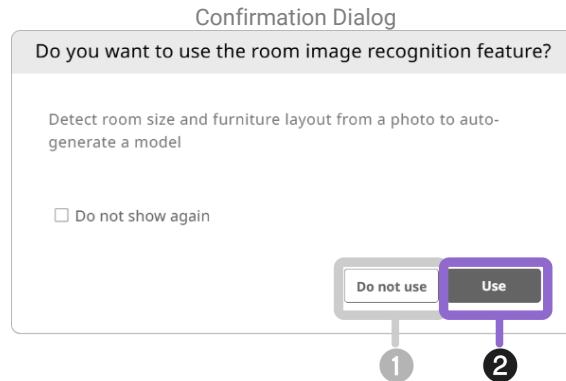 Confirmation Dialog
Do you want to use the room image recognition feature?
Detect room size and furniture layout from a photo to auto-
generate a model
Do not show again
Do not use
Use
1
2